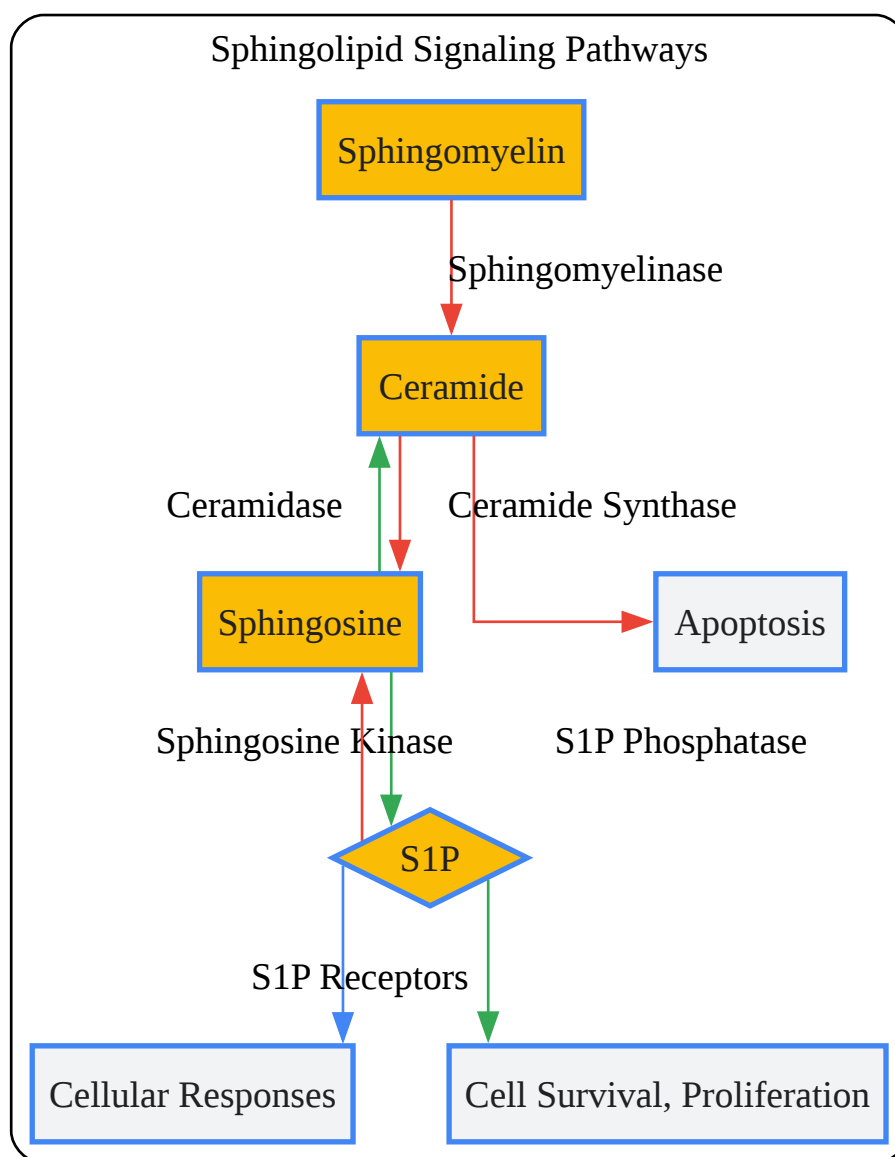 Sphingolipid Signaling Pathways
Sphingomyelin
Sphingomyelinase
Ceramide
Ceramidase
Ceramide Synthase
Sphingosine
Apoptosis
Sphingosine Kinase
S1P Phosphatase
S1P
S1P Receptors
Cellular Responses
Cell Survival, Proliferation